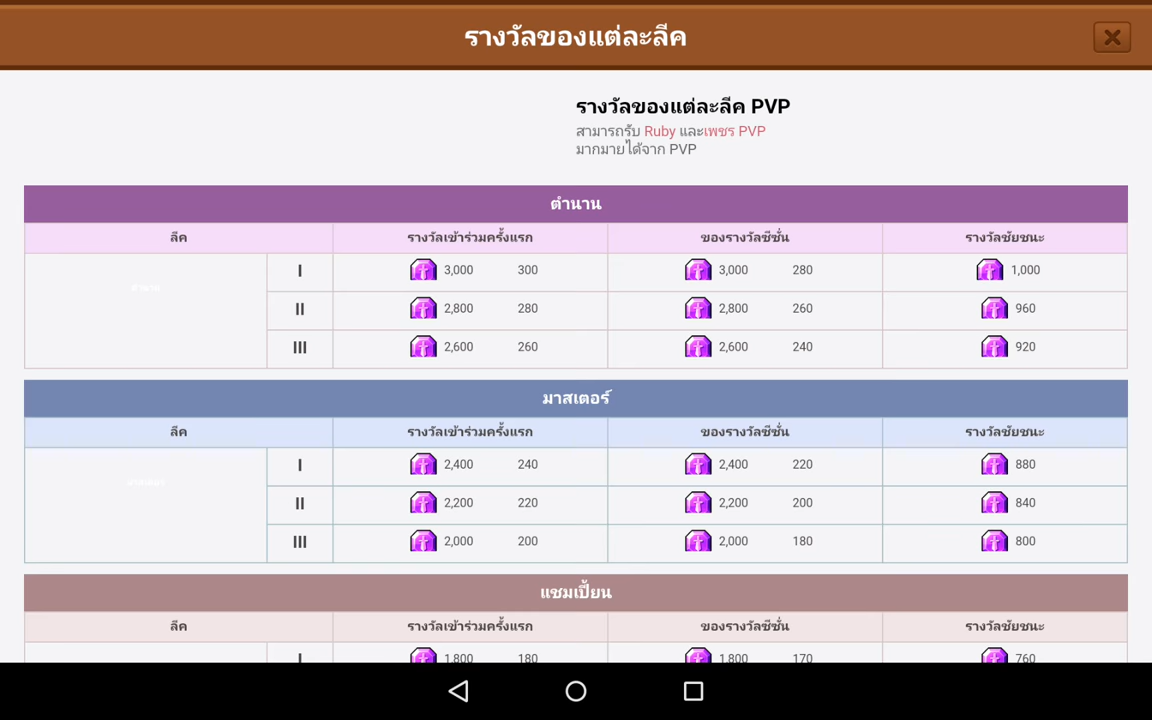 รางวัลของแต่ละลีค
รางวัลของแต่ละลีค PVP
สามารถรับ Ruby และเพชร PVP
มากมายได้จาก PVP
ตำนาน
ลีค รางวัลเข้าร่วมครั้งแรก ของรางวัลซีซั่น รางวัลชัยชนะ
ตำนาน
I 3,000 300 3,000 280 1,000
II 2,800 280 2,800 260 960
III 2,600 260 2,600 240 920
มาสเตอร์
ลีค รางวัลเข้าร่วมครั้งแรก ของรางวัลซีซั่น รางวัลชัยชนะ
มาสเตอร์
I 2,400 240 2,400 220 880
II 2,200 220 2,200 200 840
III 2,000 200 2,000 180 800
แชมเปี้ยน
ลีค รางวัลเข้าร่วมครั้งแรก ของรางวัลซีซั่น รางวัลชัยชนะ
I 1,800 180 1,800 170 760